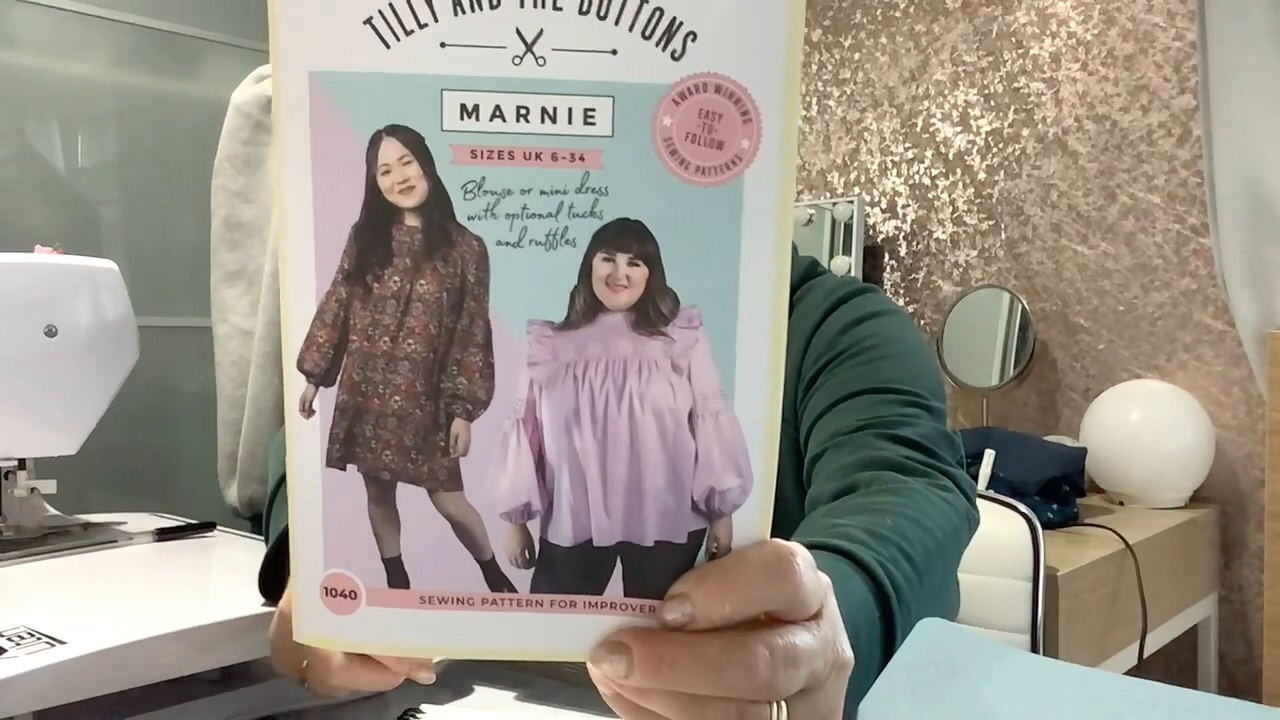 TILLY AND THE BUTTONS
MARNIE
SIZES UK 6-34
Blouse or mini dress
with optional tucks
and ruffles
AWARD WINNING
EASY
-TO-
FOLLOW
SEWING PATTERNS
1040
SEWING PATTERN FOR IMPROVER